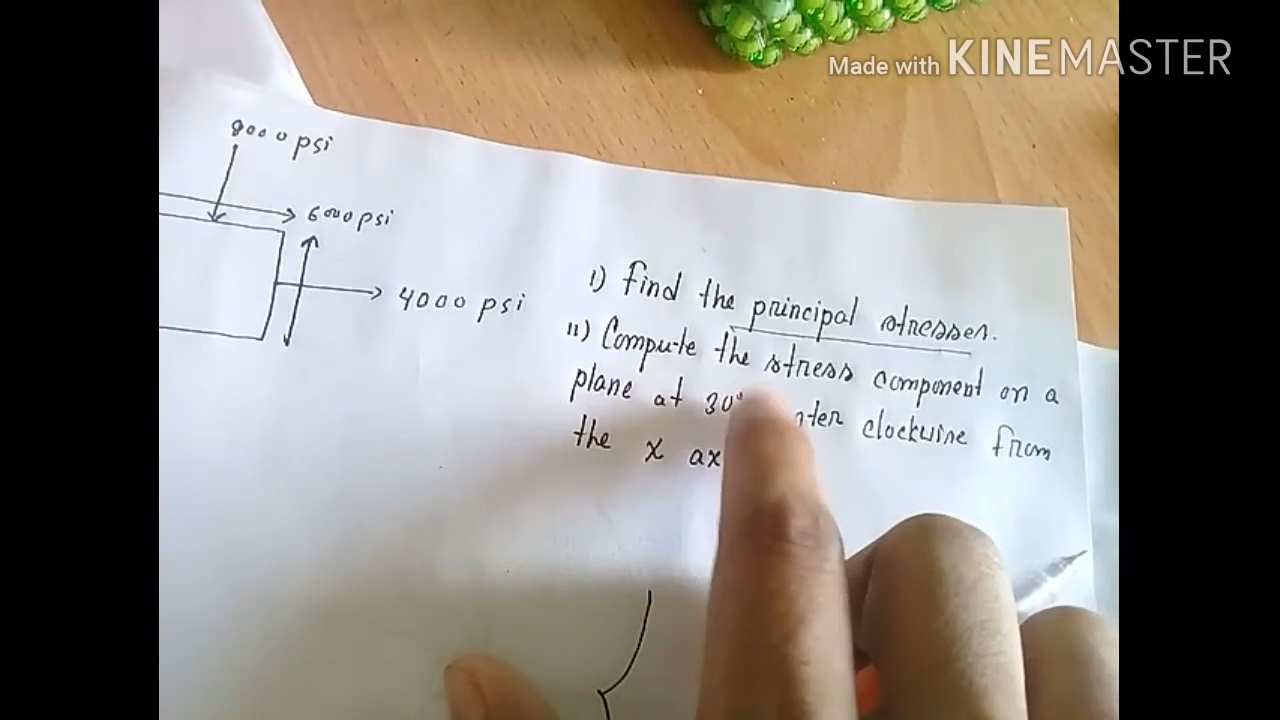 Made with KINEMASTER
8000 psi
6000 psi
4000 psi
i) find the principal stresses.
ii) Compute the stress component on a
plane at 30° clockwise from
the x